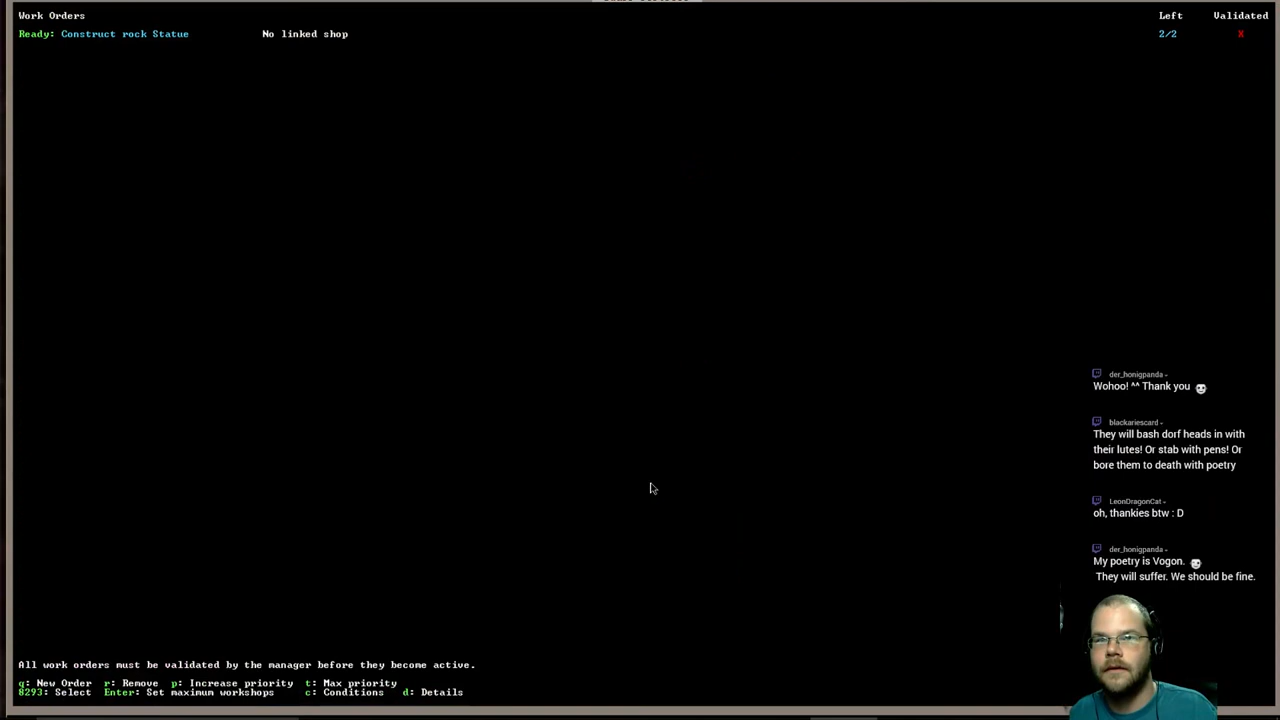 Work Orders Left Validated
Ready: Construct rock Statue No linked shop 2/2 X
der_honigpanda -
Wohoo! ^^ Thank you
blackariescard -
They will bash dorf heads in with
their lutes! Or stab with pens! Or
bore them to death with poetry
LeonDragonCat -
oh, thankies btw : D
der_honigpanda -
My poetry is Vogon.
They will suffer. We should be fine.
All work orders must be validated by the manager before they become active.
q: New Order r: Remove p: Increase priority t: Max priority
8293: Select Enter: Set maximum workshops c: Conditions d: Details